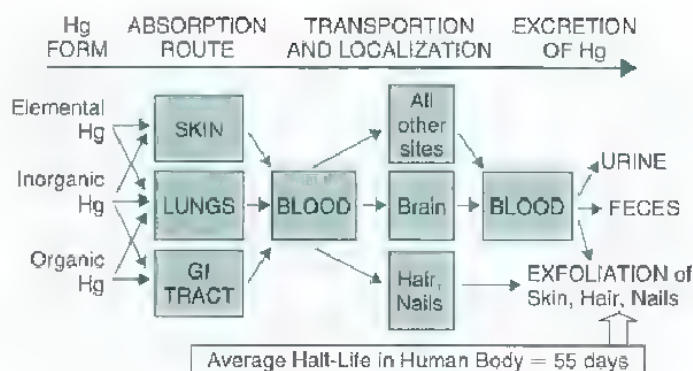 Hg FORM
ABSORPTION ROUTE
TRANSPORTION AND LOCALIZATION
EXCRETION OF Hg
Elemental Hg
Inorganic Hg
Organic Hg
SKIN
LUNGS
GI TRACT
BLOOD
All other sites
Brain
Hair, Nails
BLOOD
URINE
FECES
EXFOLIATION of Skin, Hair, Nails
Average Half-Life in Human Body = 55 days